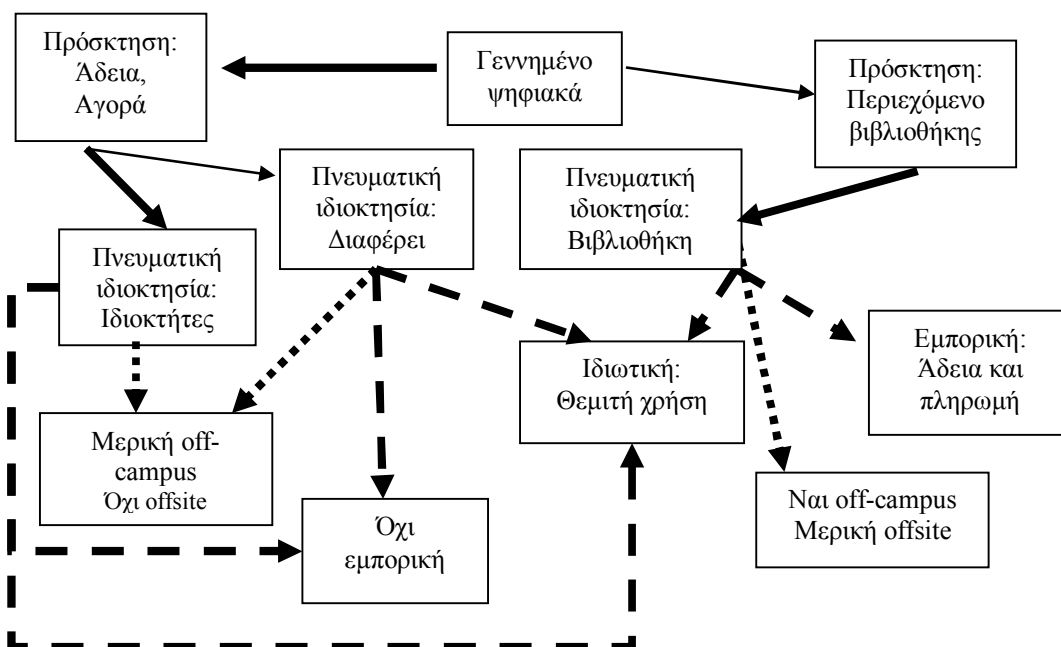 Πρόσκτηση:
Άδεια,
Αγορά
Γεννημένο
ψηφιακά
Πρόσκτηση:
Περιεχόμενο
βιβλιοθήκης
Πνευματική
ιδιοκτησία:
Διαφέρει
Πνευματική
ιδιοκτησία:
Βιβλιοθήκη
Πνευματική
ιδιοκτησία:
Ιδιοκτήτες
Ιδιωτική:
Θεμιτή χρήση
Εμπορική:
Άδεια και
πληρωμή
Μερική off-
campus
Όχι offsite
Όχι
εμπορική
Ναι off-campus
Μερική offsite